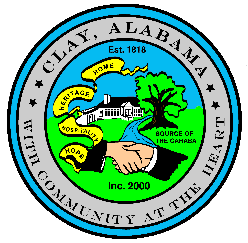 CLAY, ALABAMA
Est. 1818
HOME
HERITAGE
HOSPITALITY
HOPE
SOURCE OF
THE CAHABA
Inc. 2000
WITH COMMUNITY AT THE HEART